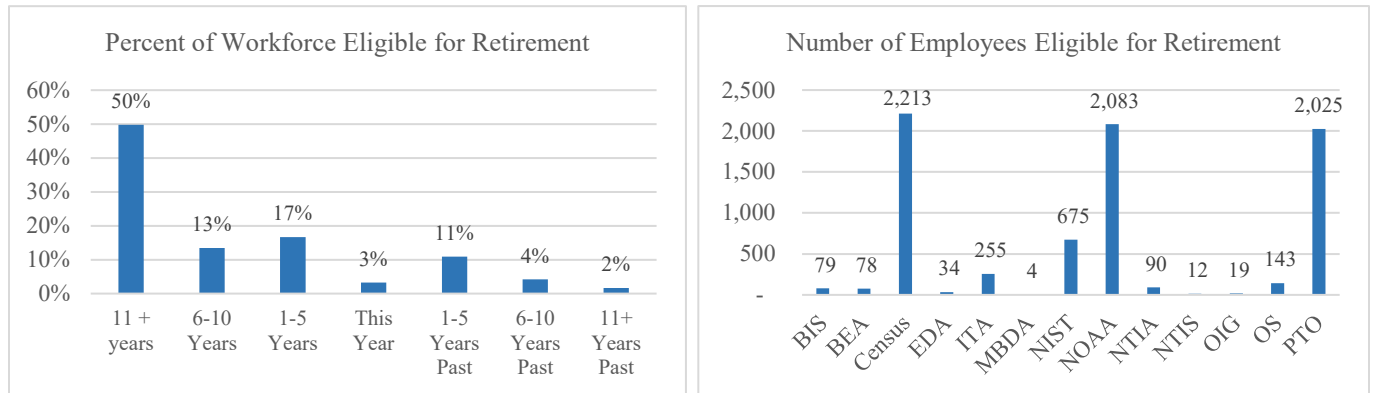 Percent of Workforce Eligible for Retirement
60%
50%
40%
30%
20%
10%
0%
50%
13%
17%
3%
11%
4%
2%
11 +
years
6-10
Years
1-5
Years
This
Year
1-5
Years
Past
6-10
Years
Past
11+
Years
Past
Number of Employees Eligible for Retirement
2,500
2,000
1,500
1,000
500
-
79
78
2,213
34
255
4
675
2,083
90
12
19
143
2,025
BIS
BEA
Census
EDA
ITA
MBDA
NIST
NOAA
NTIA
NTIS
OIG
OS
PTO